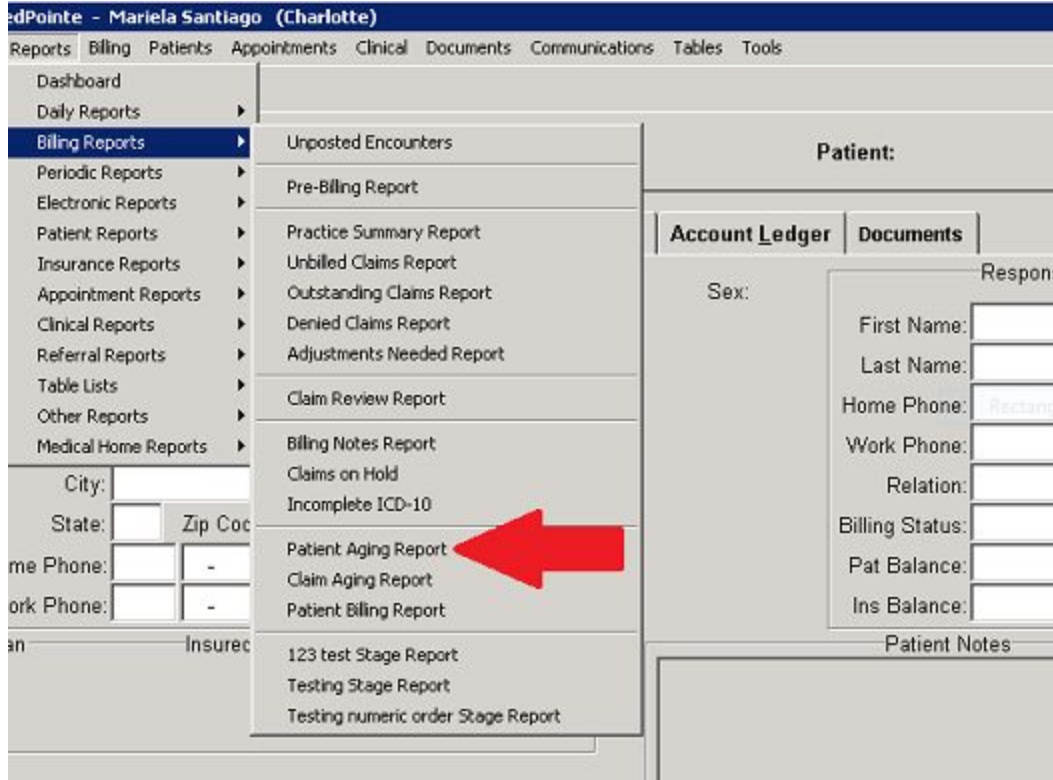 edPointe - Mariela Santiago (Charlotte)
Reports Billing Patients Appointments Clinical Documents Communications Tables Tools
Dashboard
Daily Reports
Billing Reports
Periodic Reports
Electronic Reports
Patient Reports
Insurance Reports
Appointment Reports
Clinical Reports
Referral Reports
Table Lists
Other Reports
Medical Home Reports
Unposted Encounters
Pre-Billing Report
Practice Summary Report
Unbilled Claims Report
Outstanding Claims Report
Denied Claims Report
Adjustments Needed Report
Claim Review Report
Billing Notes Report
Claims on Hold
Incomplete ICD-10
Patient Aging Report
Claim Aging Report
Patient Billing Report
123 test Stage Report
Testing Stage Report
Testing numeric order Stage Report
Patient:
Account Ledger Documents
Sex:
Respon
First Name:
Last Name:
Home Phone: Rectang
Work Phone:
Relation:
Billing Status:
Pat Balance:
Ins Balance:
Patient Notes
City:
State: Zip Coc
me Phone: -
ork Phone: -
an Insured